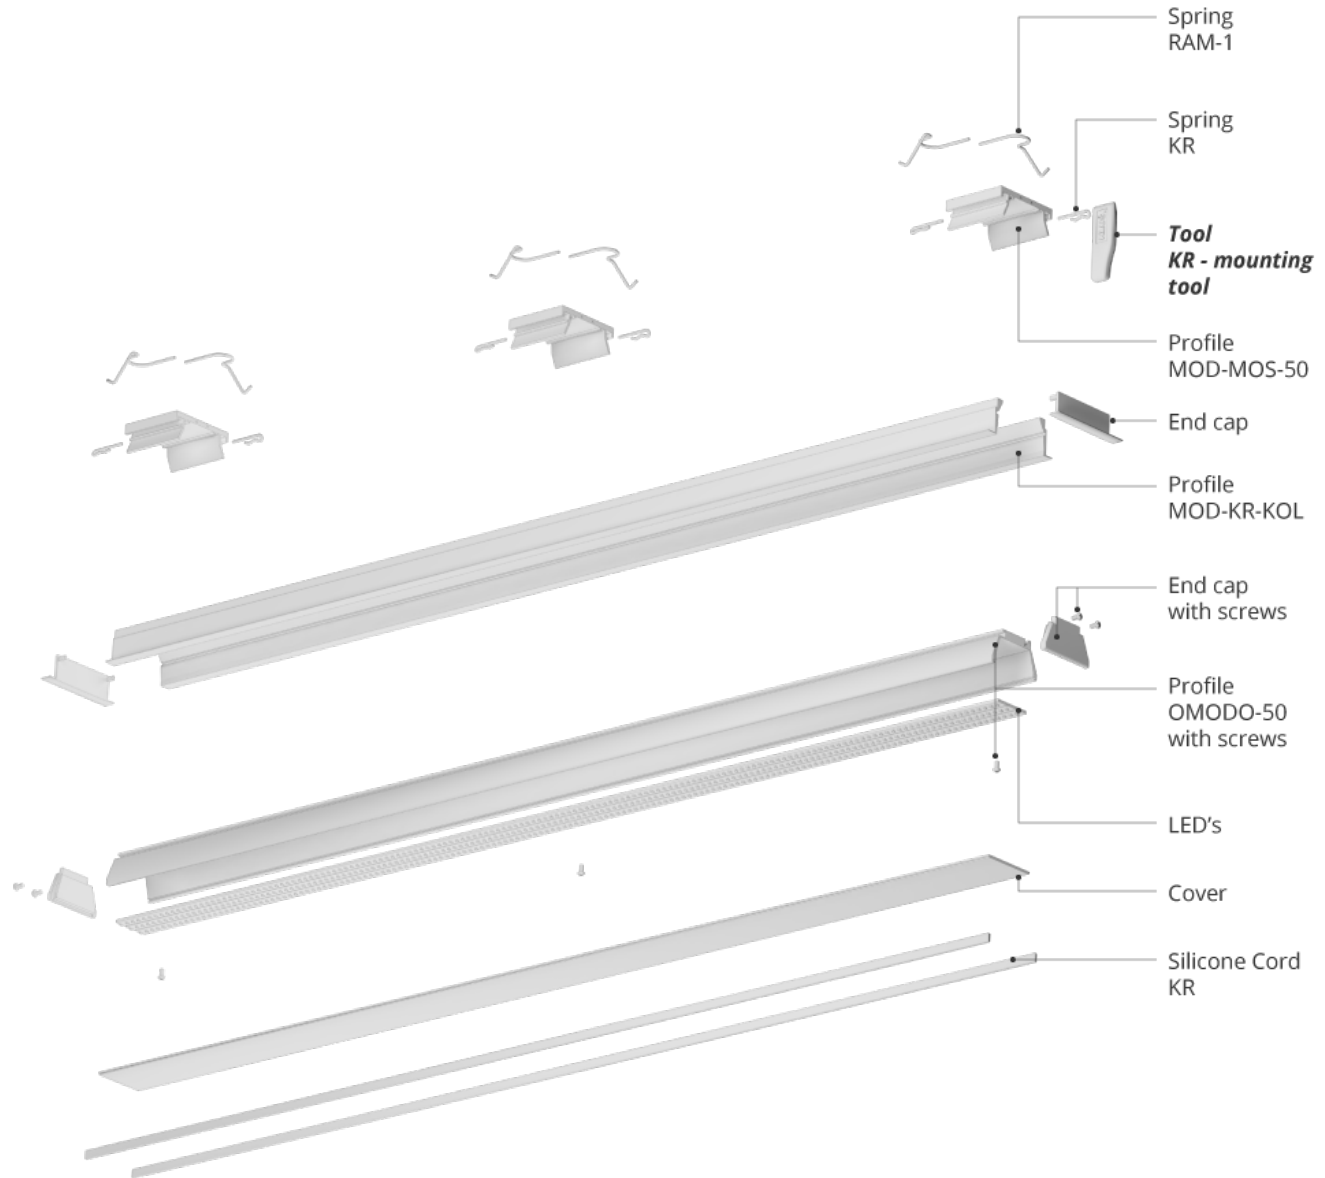 Spring
RAM-1
Spring
KR
Tool
KR - mounting
tool
Profile
MOD-MOS-50
End cap
Profile
MOD-KR-KOL
End cap
with screws
Profile
OMODO-50
with screws
LED’s
Cover
Silicone Cord
KR